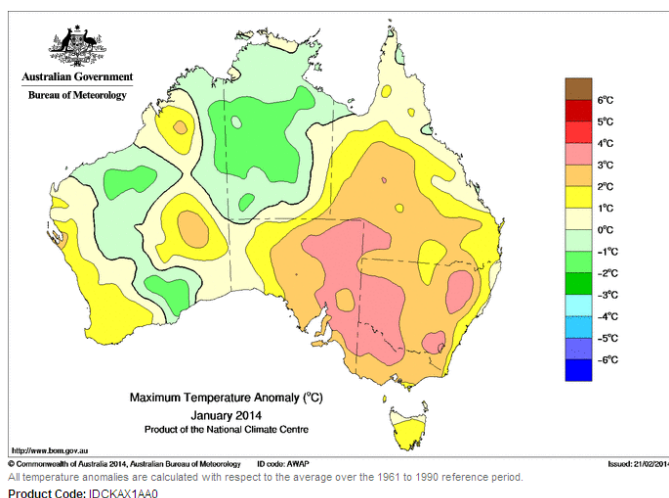 Australian Government
Bureau of Meteorology
6°C
5°C
4°C
3°C
2°C
1°C
0°C
-1°C
-2°C
-3°C
-4°C
-5°C
-6°C
Maximum Temperature Anomaly (°C)
January 2014
Product of the National Climate Centre
http://www.bom.gov.au
© Commonwealth of Australia 2014, Australian Bureau of Meteorology ID code: AWAP Issued: 21/02/2014
All temperature anomalies are calculated with respect to the average over the 1961 to 1990 reference period.
Product Code: IDCKAX1AA0